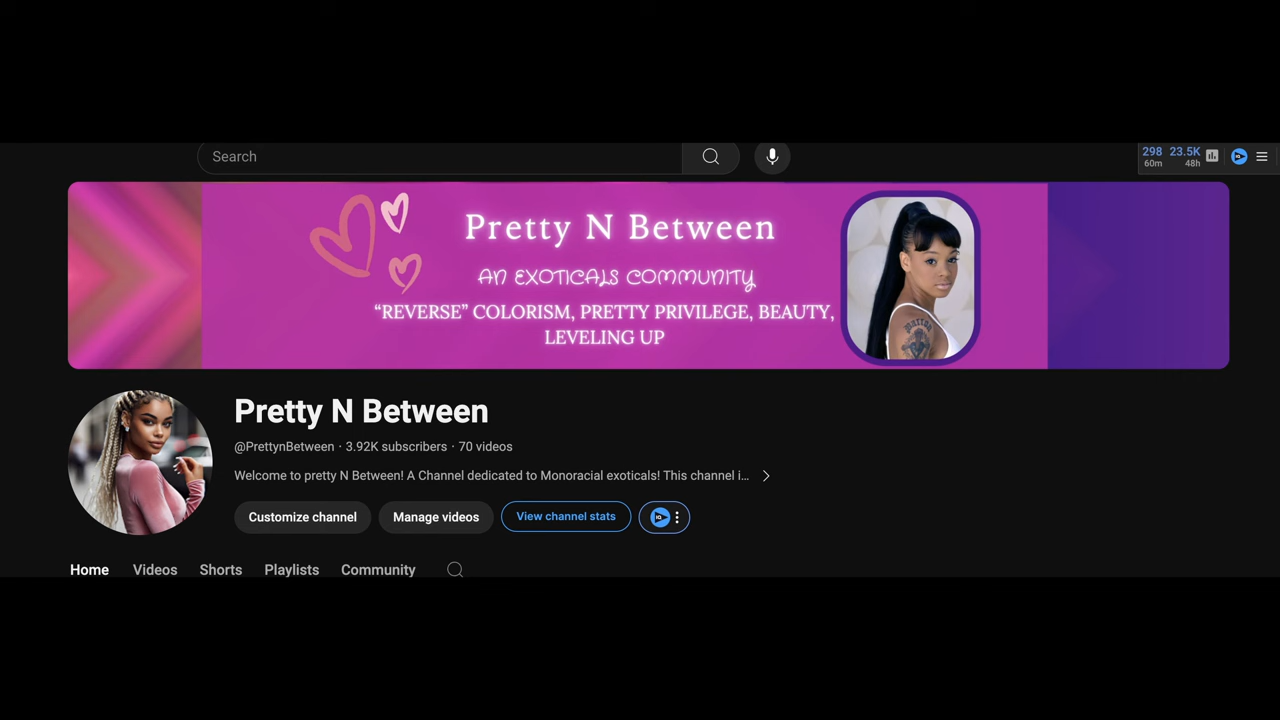 Search
298 23.5K
60m 48h
Pretty N Between
AN EXOTICALS COMMUNITY
“REVERSE” COLORISM, PRETTY PRIVILEGE, BEAUTY,
LEVELING UP
Pretty N Between
@PrettynBetween · 3.92K subscribers · 70 videos
Welcome to pretty N Between! A Channel dedicated to Monoracial exoticals! This channel i...
Customize channel Manage videos View channel stats
Home Videos Shorts Playlists Community